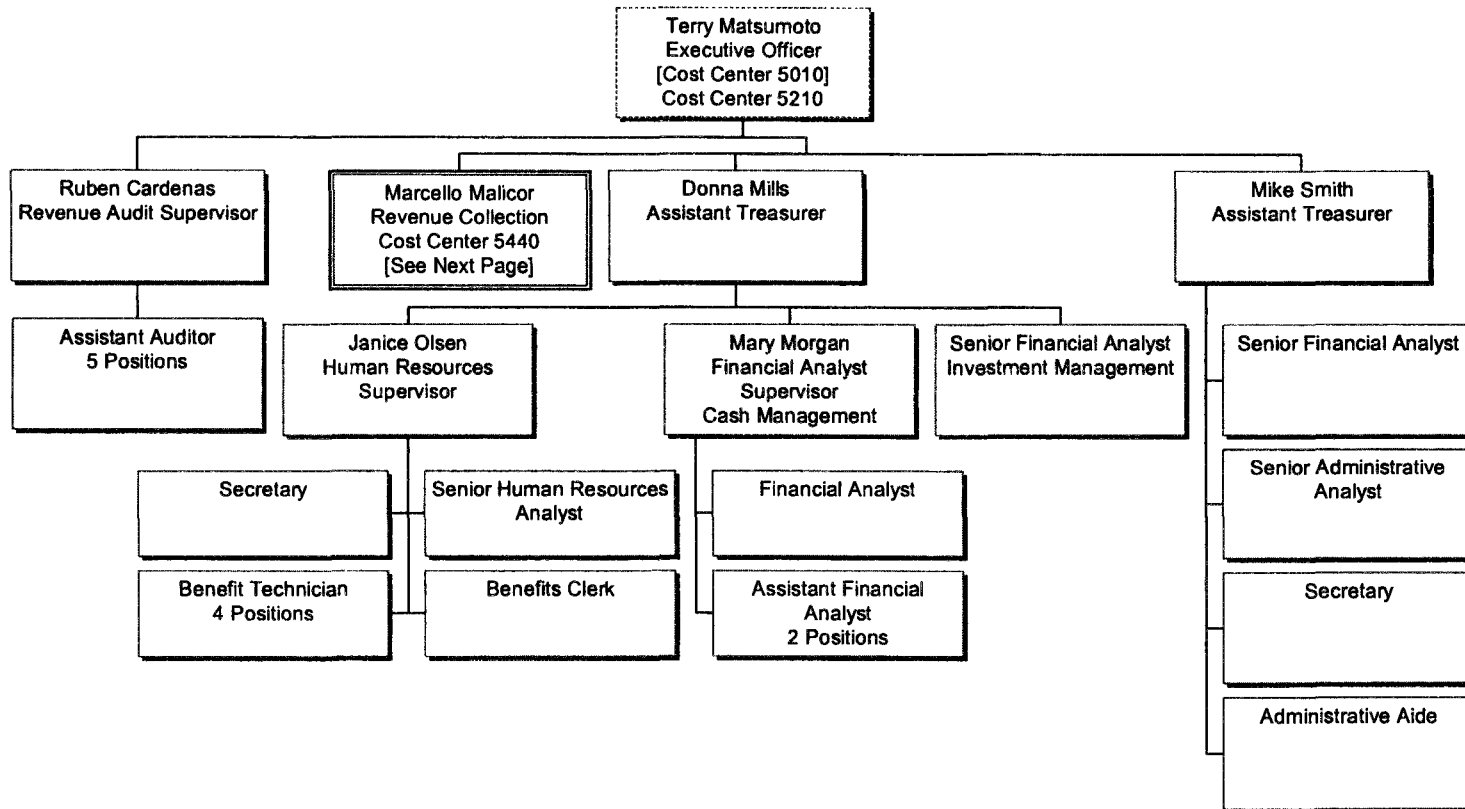 Terry Matsumoto
Executive Officer
[Cost Center 5010]
Cost Center 5210
Ruben Cardenas
Revenue Audit Supervisor
Marcello Malicor
Revenue Collection
Cost Center 5440
[See Next Page]
Donna Mills
Assistant Treasurer
Mike Smith
Assistant Treasurer
Assistant Auditor
5 Positions
Janice Olsen
Human Resources
Supervisor
Mary Morgan
Financial Analyst
Supervisor
Cash Management
Senior Financial Analyst
Investment Management
Senior Financial Analyst
Secretary
Senior Human Resources
Analyst
Financial Analyst
Senior Administrative
Analyst
Benefit Technician
4 Positions
Benefits Clerk
Assistant Financial
Analyst
2 Positions
Secretary
Administrative Aide